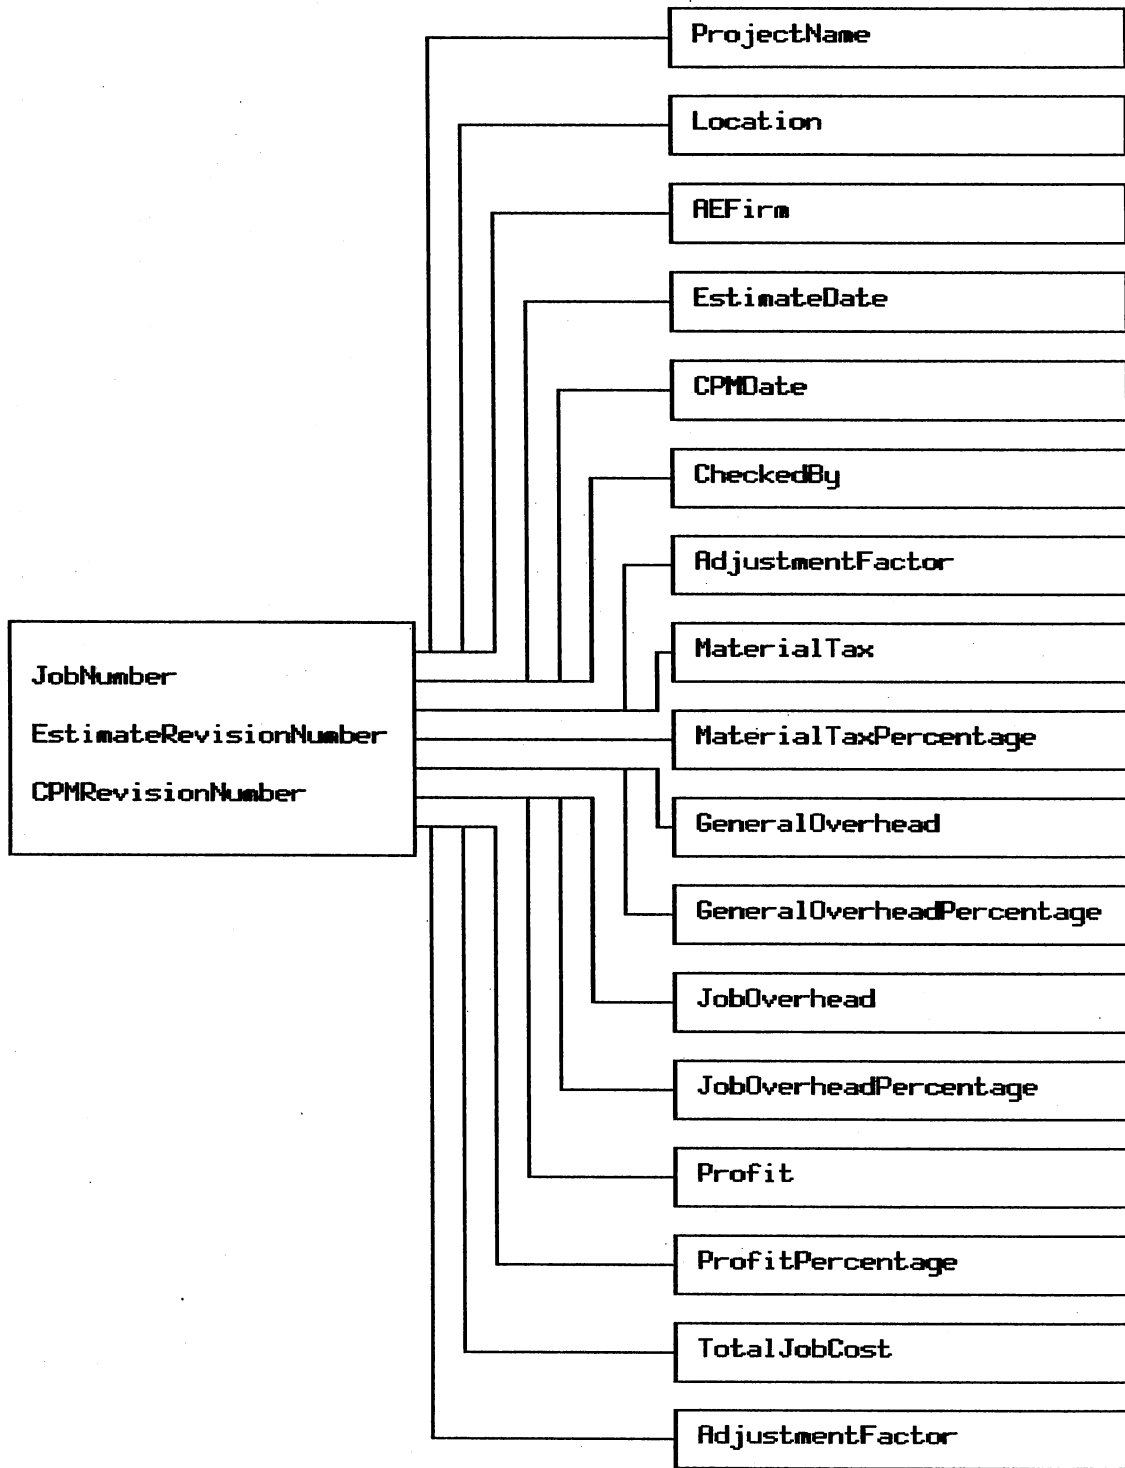 ProjectName
Location
AEFirm
EstimateDate
CPMDate
CheckedBy
AdjustmentFactor
MaterialTax
JobNumber
EstimateRevisionNumber
CPMRevisionNumber
MaterialTaxPercentage
GeneralOverhead
GeneralOverheadPercentage
JobOverhead
JobOverheadPercentage
Profit
ProfitPercentage
TotalJobCost
AdjustmentFactor